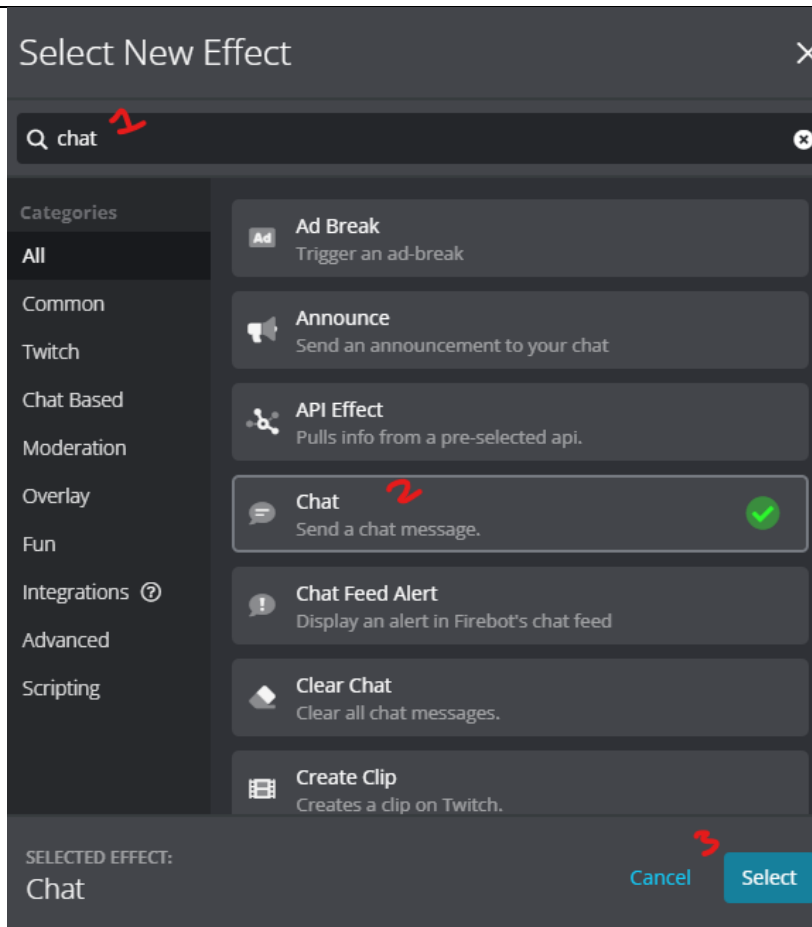 Select New Effect
chat 1
Categories
All
Common
Twitch
Chat Based
Moderation
Overlay
Fun
Integrations
Advanced
Scripting
Ad
Ad Break
Trigger an ad-break
Announce
Send an announcement to your chat
API Effect
Pulls info from a pre-selected api.
Chat 2
Send a chat message.
Chat Feed Alert
Display an alert in Firebot's chat feed
Clear Chat
Clear all chat messages.
Create Clip
Creates a clip on Twitch.
SELECTED EFFECT:
Chat
3
Cancel Select